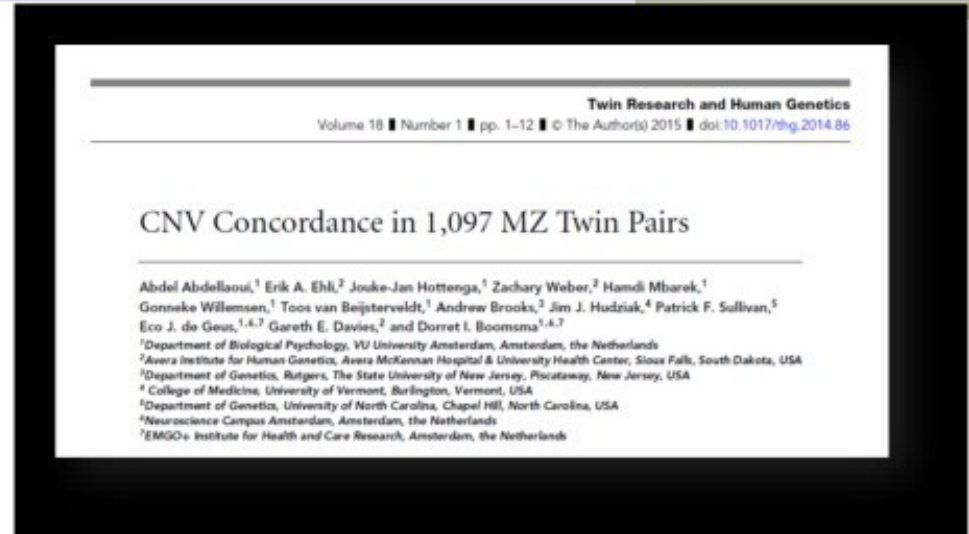 Twin Research and Human Genetics
Volume 18 ▮ Number 1 ▮ pp. 1–12 ▮ © The Author(s) 2015 ▮ doi:10.1017/thg.2014.86
CNV Concordance in 1,097 MZ Twin Pairs
Abdel Abdellaoui,¹ Erik A. Ehli,² Jouke-Jan Hottenga,¹ Zachary Weber,² Hamdi Mbarek,¹
Gonneke Willemsen,¹ Toos van Beijsterveldt,¹ Andrew Brooks,³ Jim J. Hudziak,⁴ Patrick F. Sullivan,⁵
Eco J. de Geus,¹,⁶,⁷ Gareth E. Davies,² and Dorret I. Boomsma¹,⁶,⁷
¹Department of Biological Psychology, VU University Amsterdam, Amsterdam, the Netherlands
²Avera Institute for Human Genetics, Avera McKennan Hospital & University Health Center, Sioux Falls, South Dakota, USA
³Department of Genetics, Rutgers, The State University of New Jersey, Piscataway, New Jersey, USA
⁴ College of Medicine, University of Vermont, Burlington, Vermont, USA
⁵Department of Genetics, University of North Carolina, Chapel Hill, North Carolina, USA
⁶Neuroscience Campus Amsterdam, Amsterdam, the Netherlands
⁷EMGO+ Institute for Health and Care Research, Amsterdam, the Netherlands